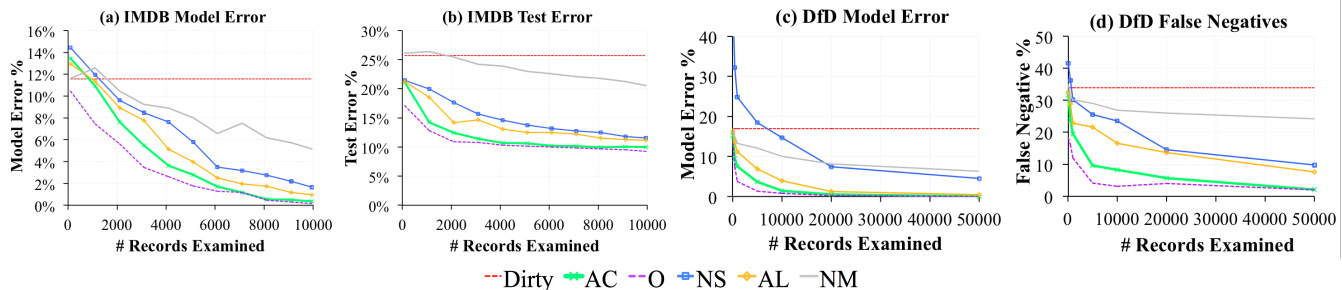 (a) IMDB Model Error
16%
14%
12%
10%
8%
6%
4%
2%
0%
Model Error %
0 2000 4000 6000 8000 10000
# Records Examined
(b) IMDB Test Error
30%
25%
20%
15%
10%
5%
0%
Test Error %
0 2000 4000 6000 8000 10000
# Records Examined
(c) DfD Model Error
40
30
20
10
0
Model Error %
0 10000 20000 30000 40000 50000
# Records Examined
(d) DfD False Negatives
50
40
30
20
10
0
False Negative %
0 10000 20000 30000 40000 50000
# Records Examined
Dirty AC O NS AL NM